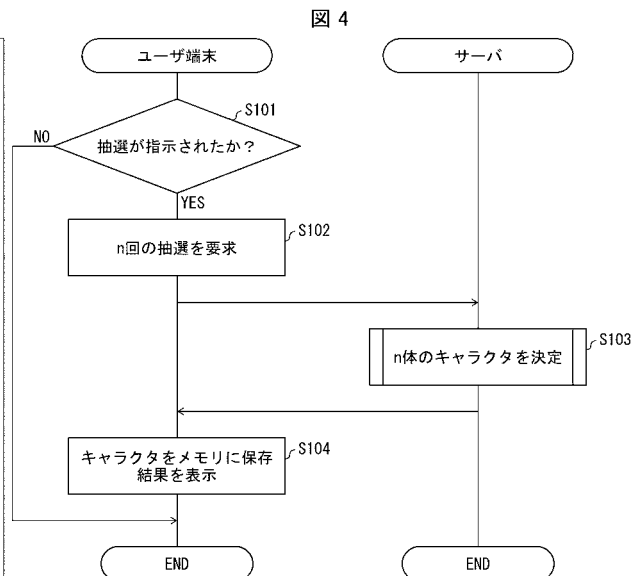 図 4
ユーザ端末
サーバ
S101
NO
抽選が指示されたか？
YES
S102
n回の抽選を要求
S103
n体のキャラクタを決定
S104
キャラクタをメモリに保存
結果を表示
END
END